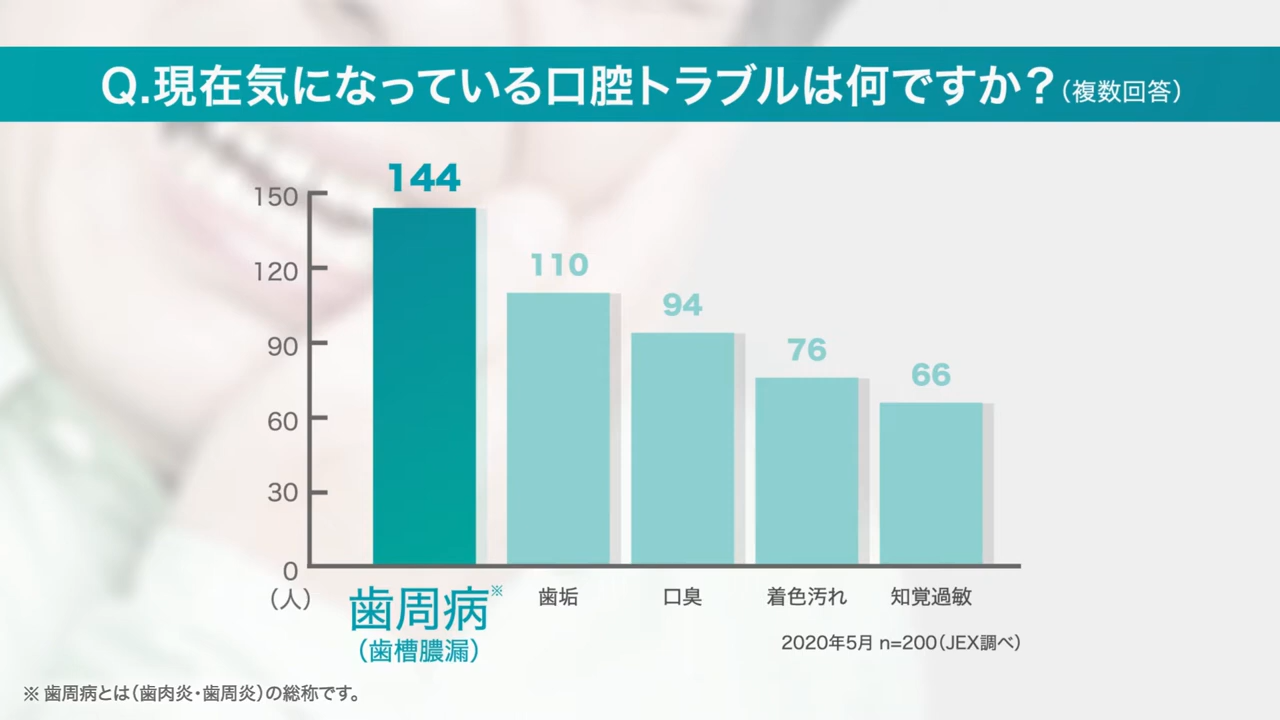 Q.現在気になっている口腔トラブルは何ですか？（複数回答）
144
150
110
120
94
90
76
66
60
30
0
（人）
歯周病※
歯垢
口臭
着色汚れ
知覚過敏
（歯槽膿漏）
2020年5月 n=200（JEX調べ）
※ 歯周病とは（歯肉炎・歯周炎）の総称です。